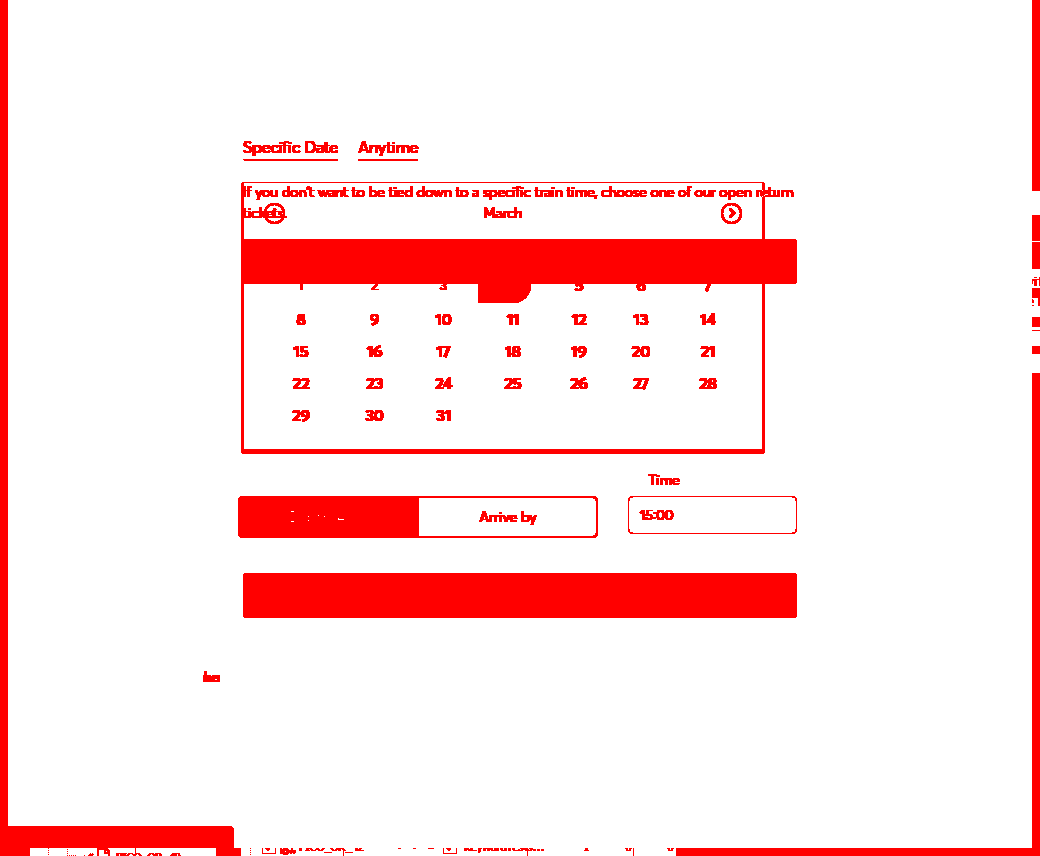 Specific Date Anytime
If you don't want to be tied down to a specific train time, choose one of our open return
tickets.
March
1 2 3 5 6 7
8 9 10 11 12 13 14
15 16 17 18 19 20 21
22 23 24 25 26 27 28
29 30 31
Time
Arrive by 15:00